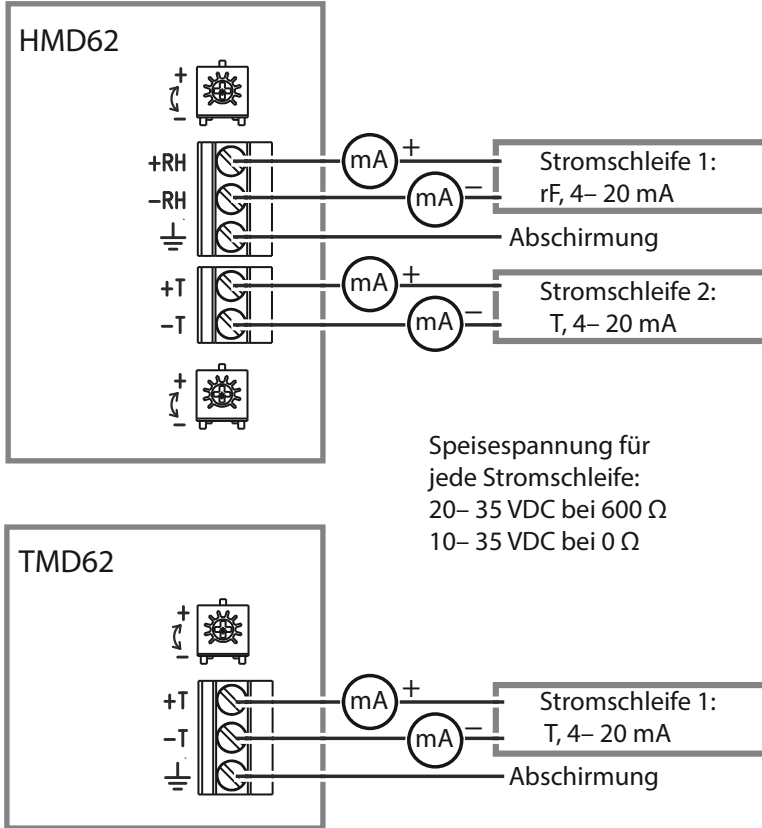 HMD62
+
–
+RH
mA
+
Stromschleife 1:
–RH
mA
–
rF, 4– 20 mA
Abschirmung
+T
mA
+
Stromschleife 2:
–T
mA
–
T, 4– 20 mA
+
–
Speisespannung für
jede Stromschleife:
20– 35 VDC bei 600 Ω
10– 35 VDC bei 0 Ω
TMD62
+
–
+T
mA
+
Stromschleife 1:
–T
mA
–
T, 4– 20 mA
Abschirmung